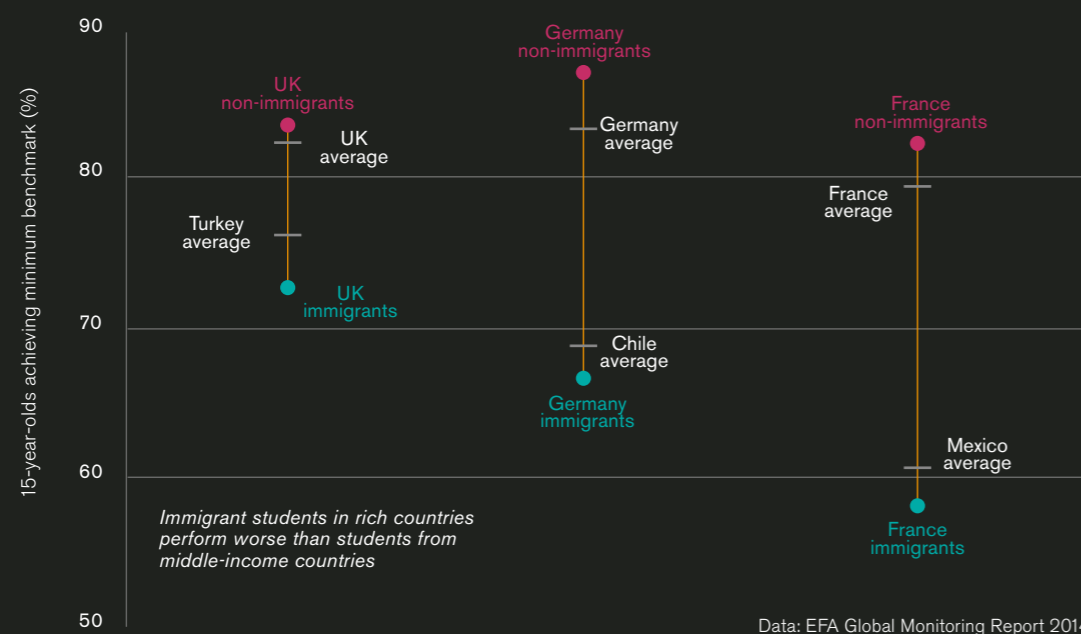 90
80
70
60
50
15-year-olds achieving minimum benchmark (%)
UK
non-immigrants
UK
average
Turkey
average
UK
immigrants
Germany
non-immigrants
Germany
average
Chile
average
Germany
immigrants
France
non-immigrants
France
average
Mexico
average
France
immigrants
Immigrant students in rich countries
perform worse than students from
middle-income countries
Data: EFA Global Monitoring Report 2014